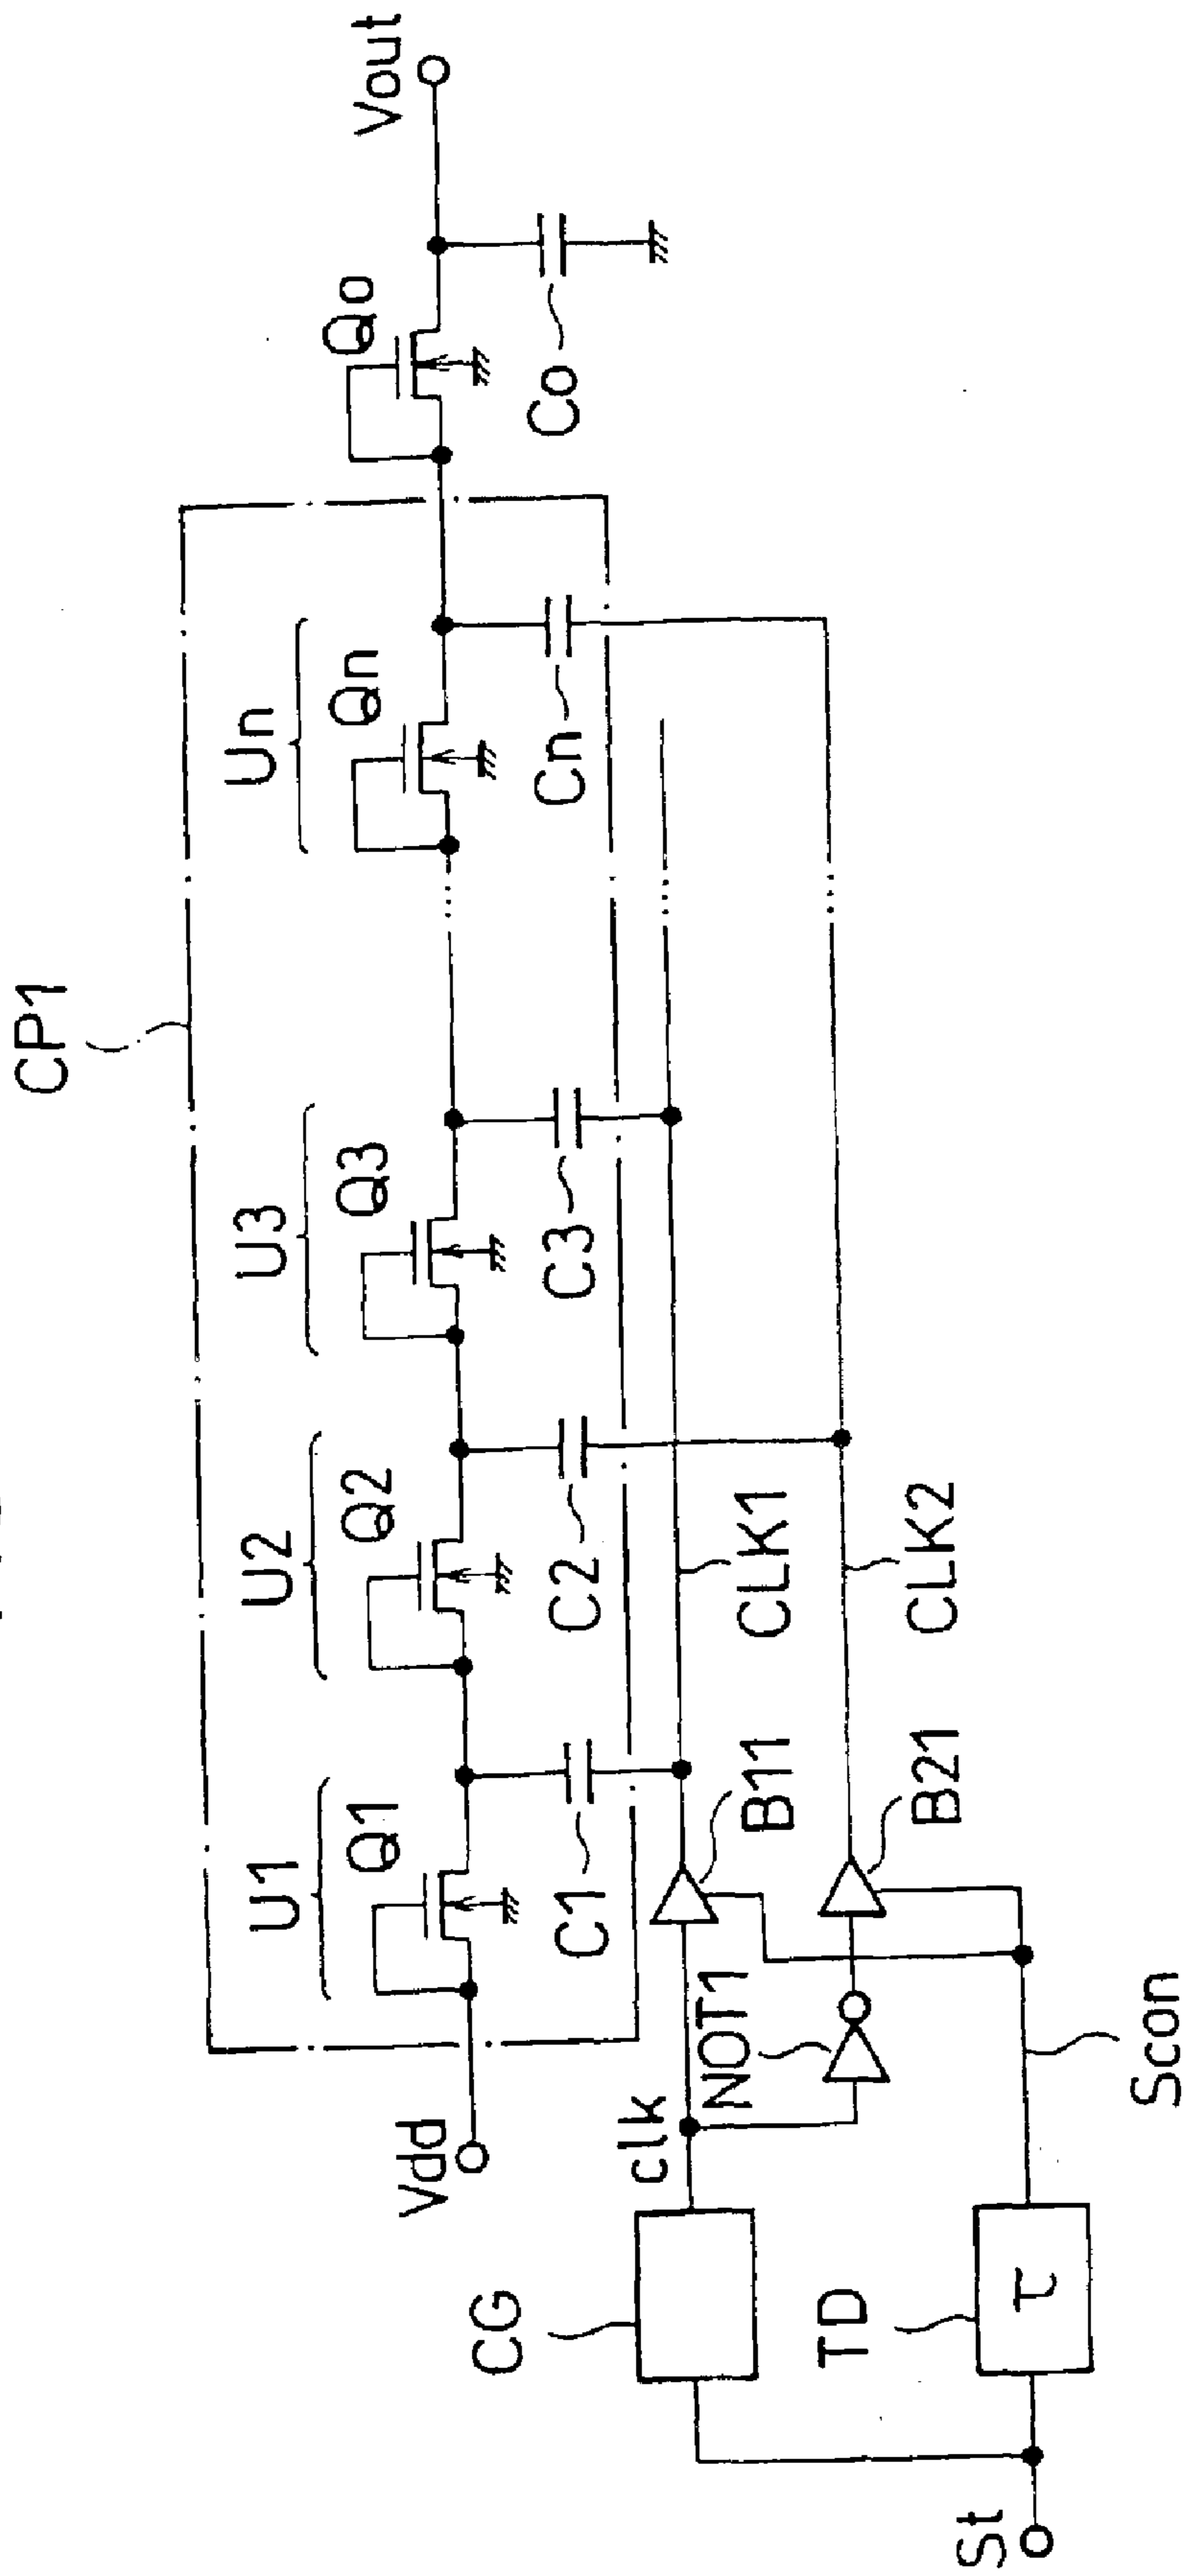 CP1
U1
U2
U3
Un
Q1
Q2
Q3
Qn
Qo
Vdd
Vout
C1
C2
C3
Cn
Co
clk
CLK1
CLK2
NOT1
B11
B21
CG
TD
τ
St
Scon